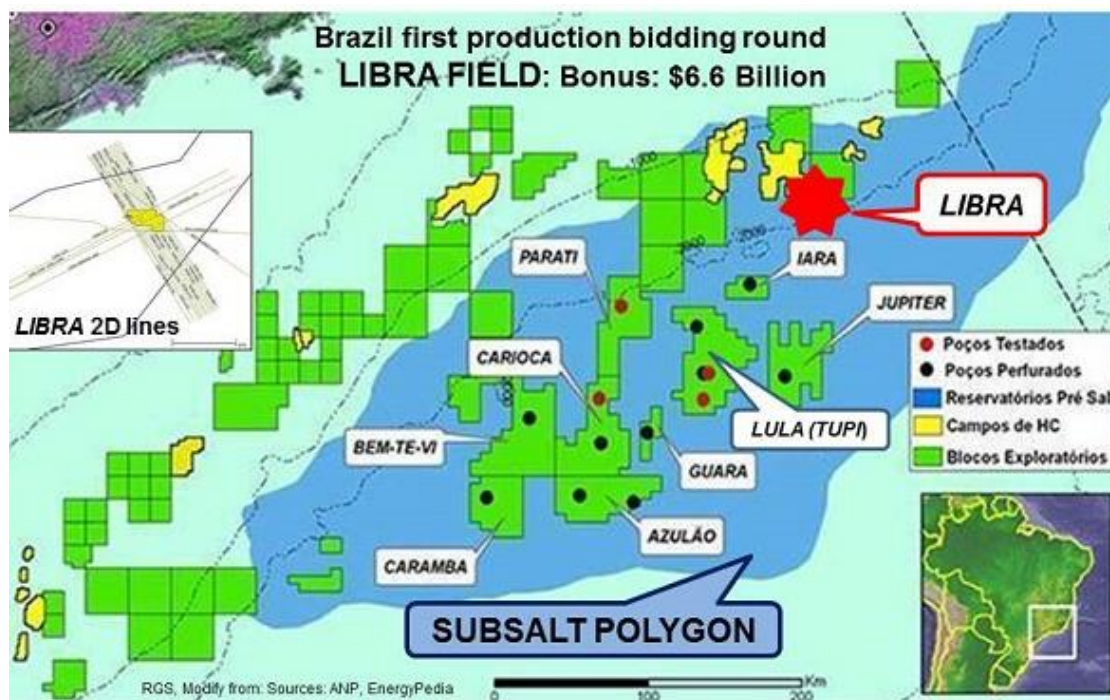 Brazil first production bidding round
LIBRA FIELD: Bonus: $6.6 Billion
LIBRA
PARATI
IARA
LIBRA 2D lines
JUPITER
CARIOCA
Poços Testados
Poços Perfurados
Reservatórios Pré Sal
Campos de HC
Blocos Exploratórios
LULA (TUPI)
BEM-TE-VI
GUARA
AZULÃO
CARAMBA
SUBSALT POLYGON
RGS, Modify from: Sources: ANP, EnergyPedia
0 100 200 Km